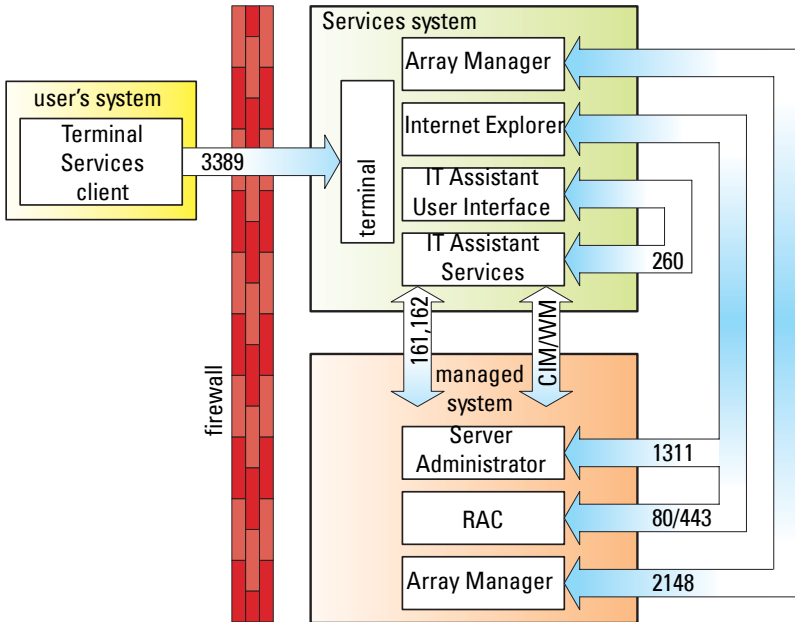 Services system
Array Manager
user's system
Terminal
Services
client
3389
terminal
Internet Explorer
IT Assistant
User Interface
IT Assistant
Services
260
161,162
CIM/WM
firewall
managed
system
Server
Administrator
1311
RAC
80/443
Array Manager
2148